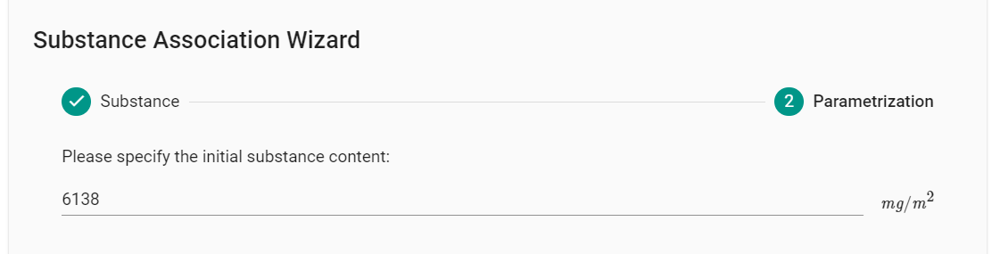 Substance Association Wizard
Substance
2 Parametrization
Please specify the initial substance content:
6138 mg/m²